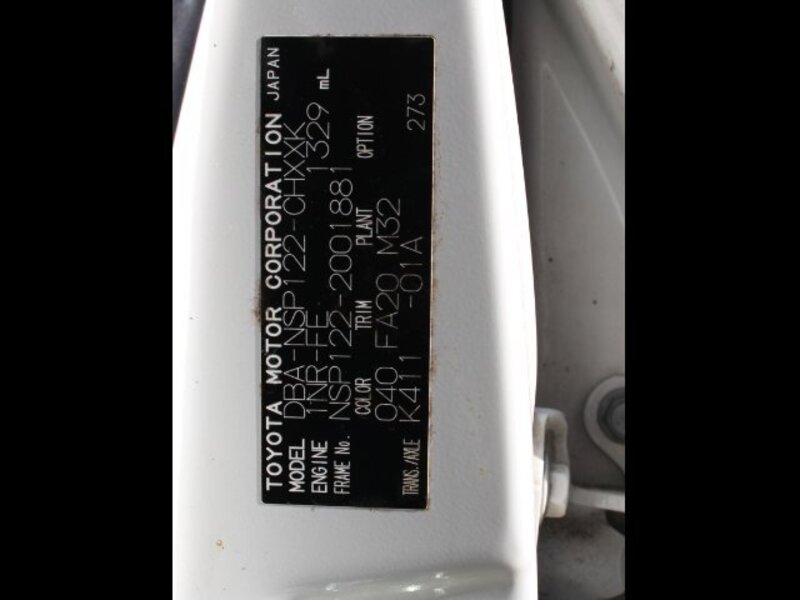 TOYOTA MOTOR CORPORATION JAPAN
MODEL DBA-NSP122-CHXXK
ENGINE 1NR-FE 1329 mL
FRAME No. NSP122-2001881
COLOR TRIM PLANT OPTION
040 FA20 M32
TRANS./AXLE K411 -01A 273